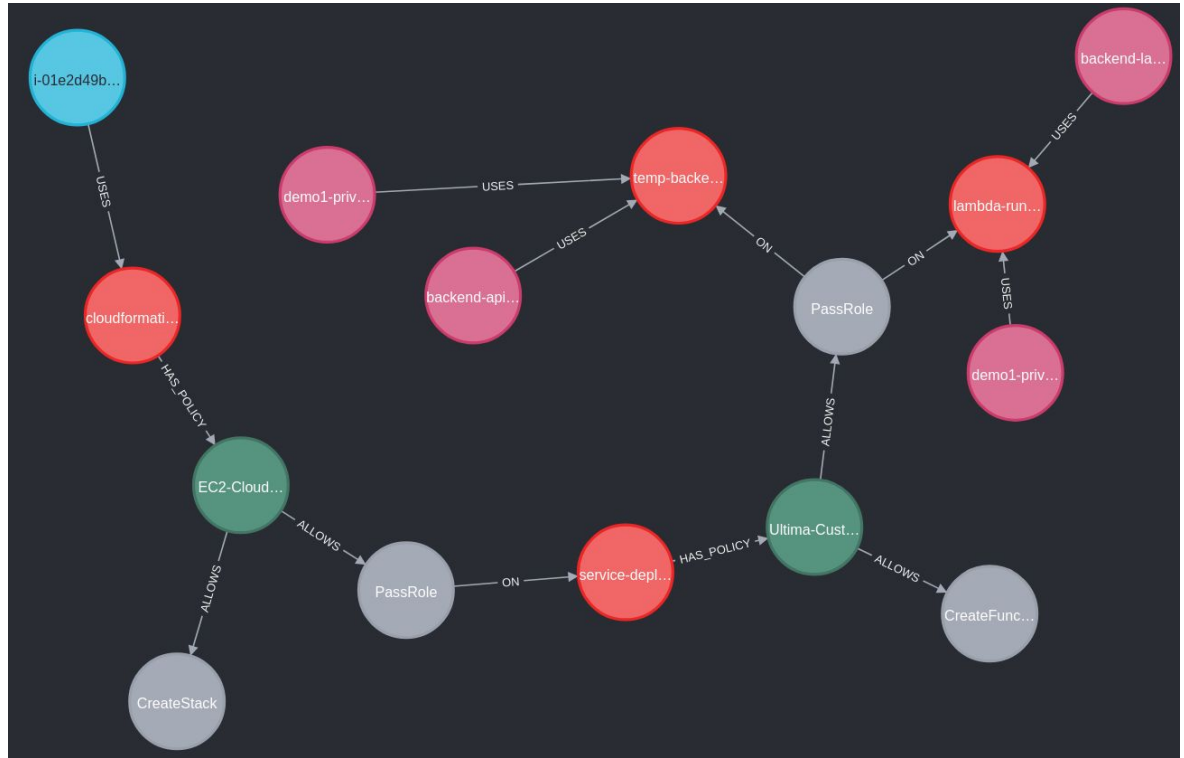 i-01e2d49b…
backend-la…
USES
USES
demo1-priv…
USES
temp-backe…
lambda-run…
ON
USES
ON
backend-api…
cloudformati…
PassRole
USES
demo1-priv…
HAS_POLICY
ALLOWS
EC2-Cloud…
ALLOWS
HAS_POLICY
Ultima-Cust…
ALLOWS
PassRole
ON
service-depl…
ALLOWS
CreateFunc…
CreateStack